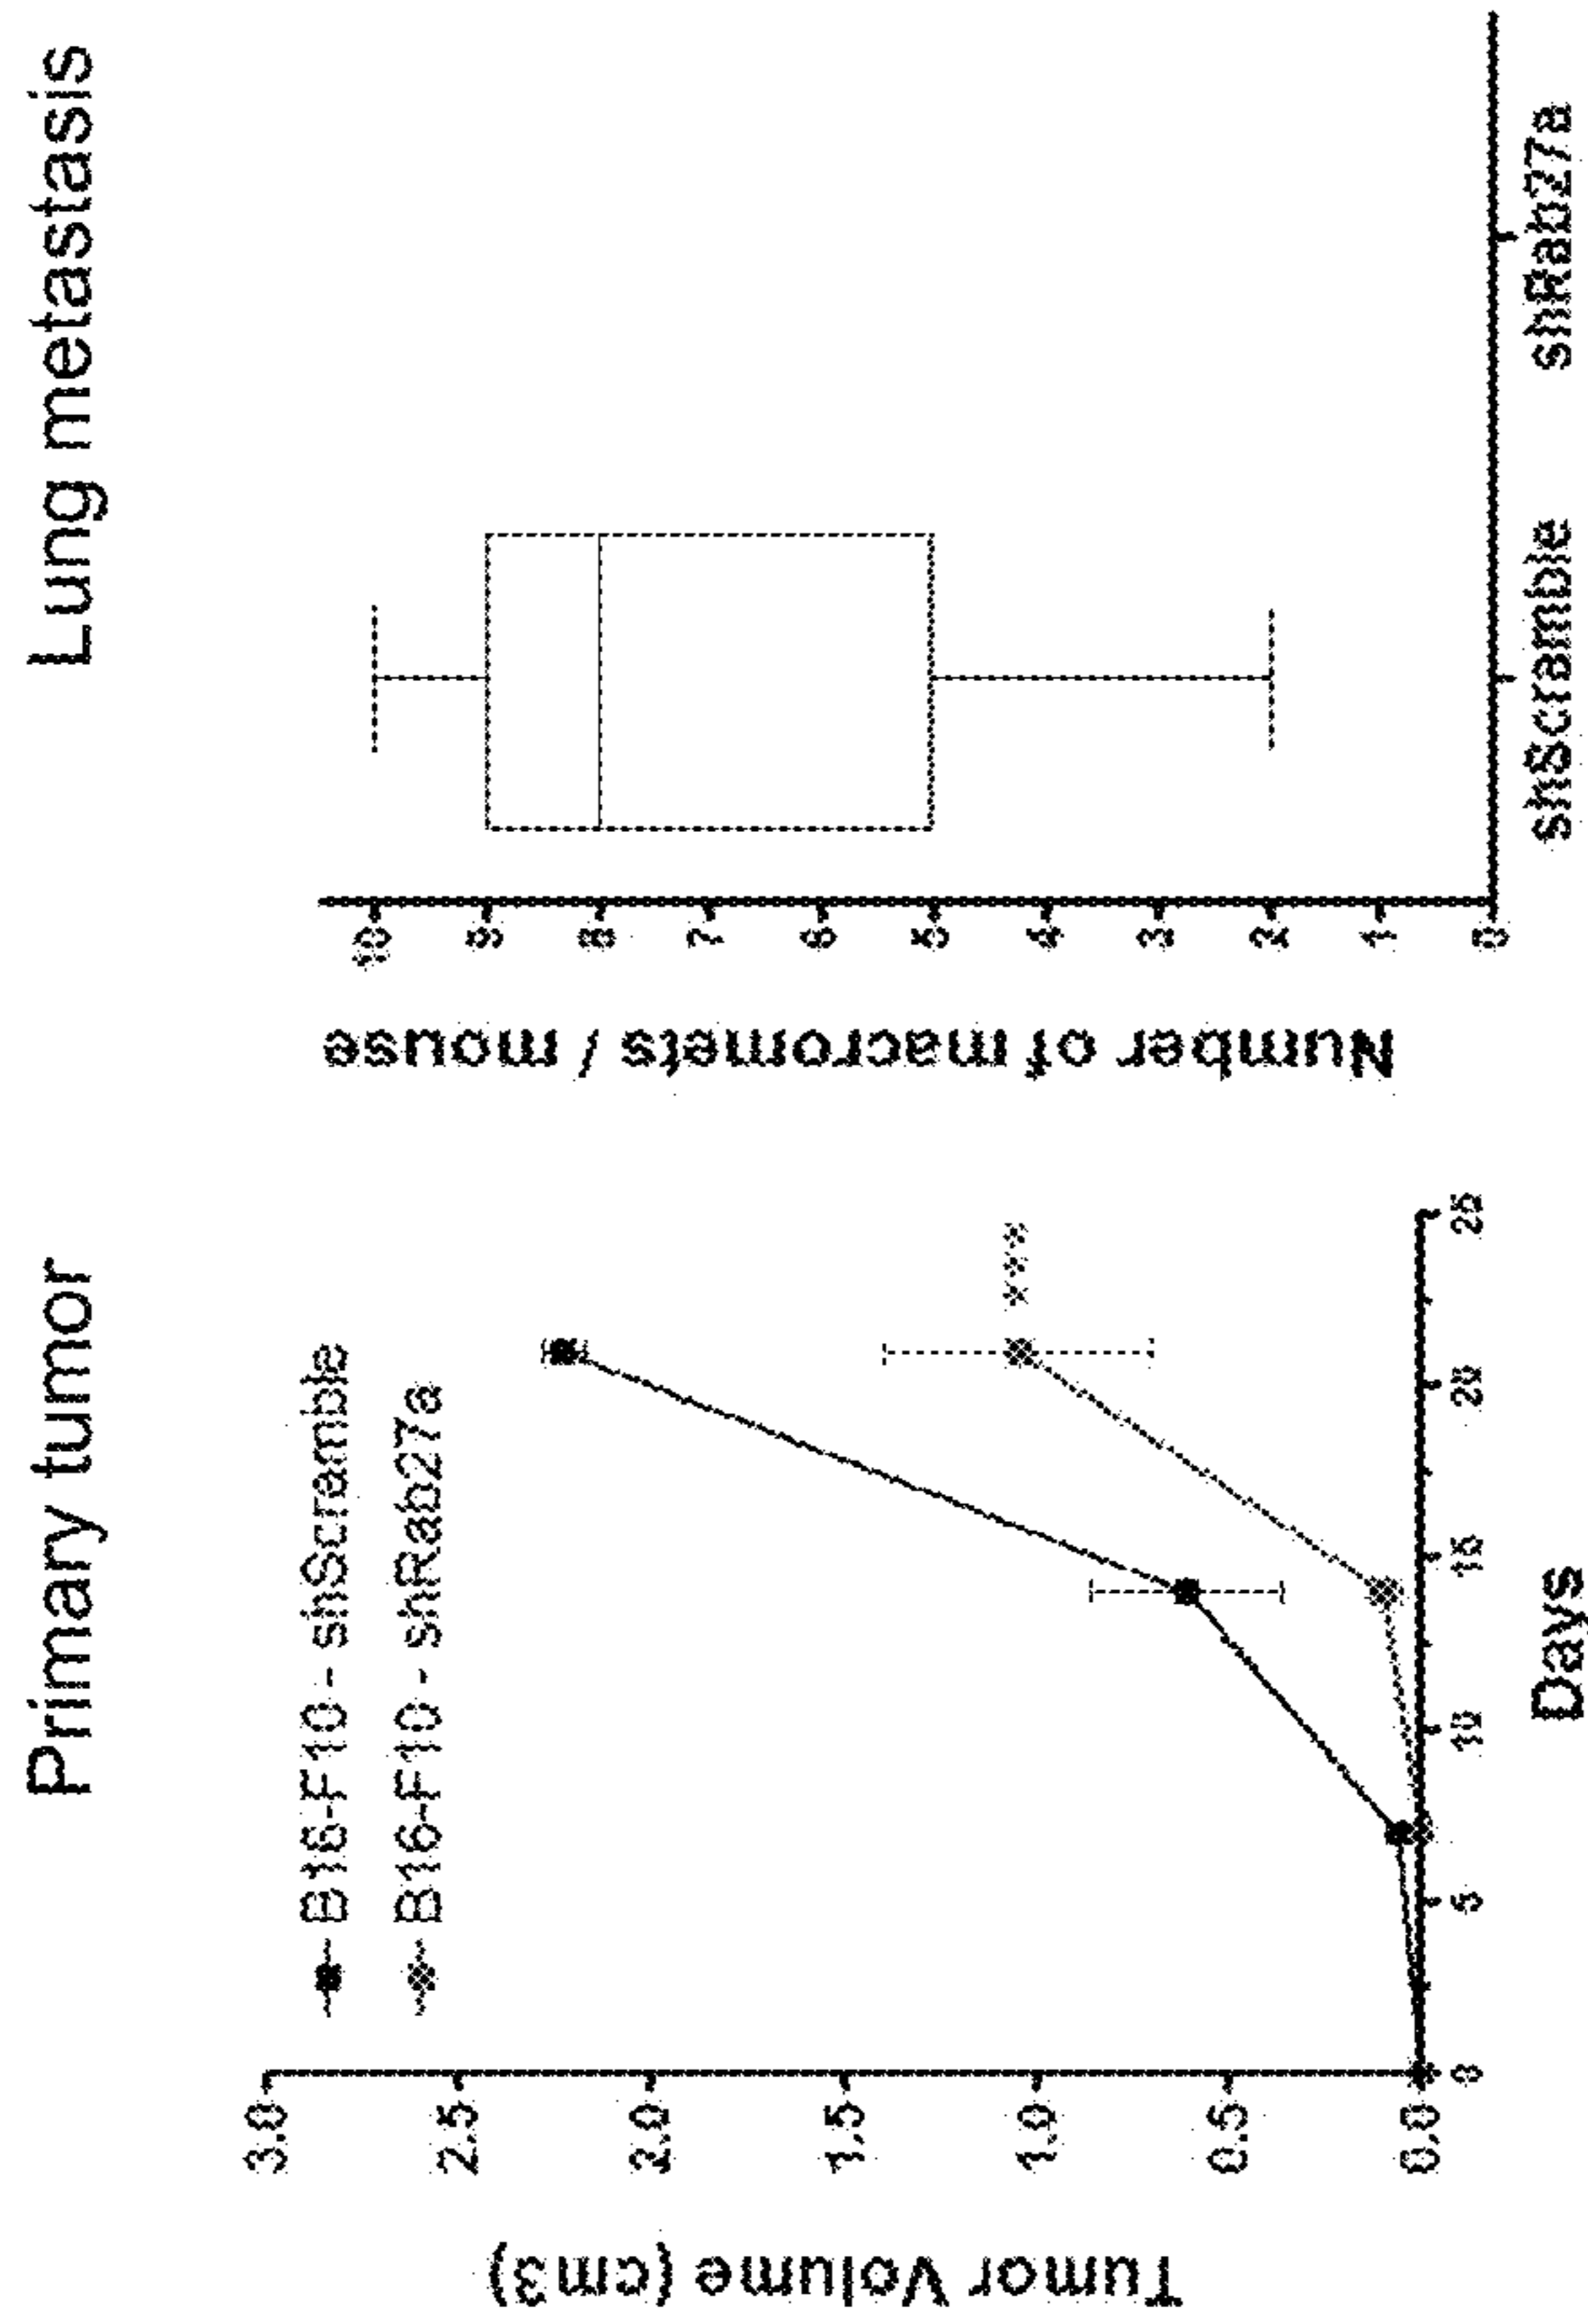 Primary tumor
B16-F10 - shScramble
B16-F10 - shRab27a
Tumor Volume (cm3)
3.0
2.5
2.0
1.5
1.0
0.5
0.0
0
5
10
15
20
25
***
Days
Lung metastasis
Number of macromets / mouse
10
9
8
7
6
5
4
3
2
1
0
shScramble
shRab27a